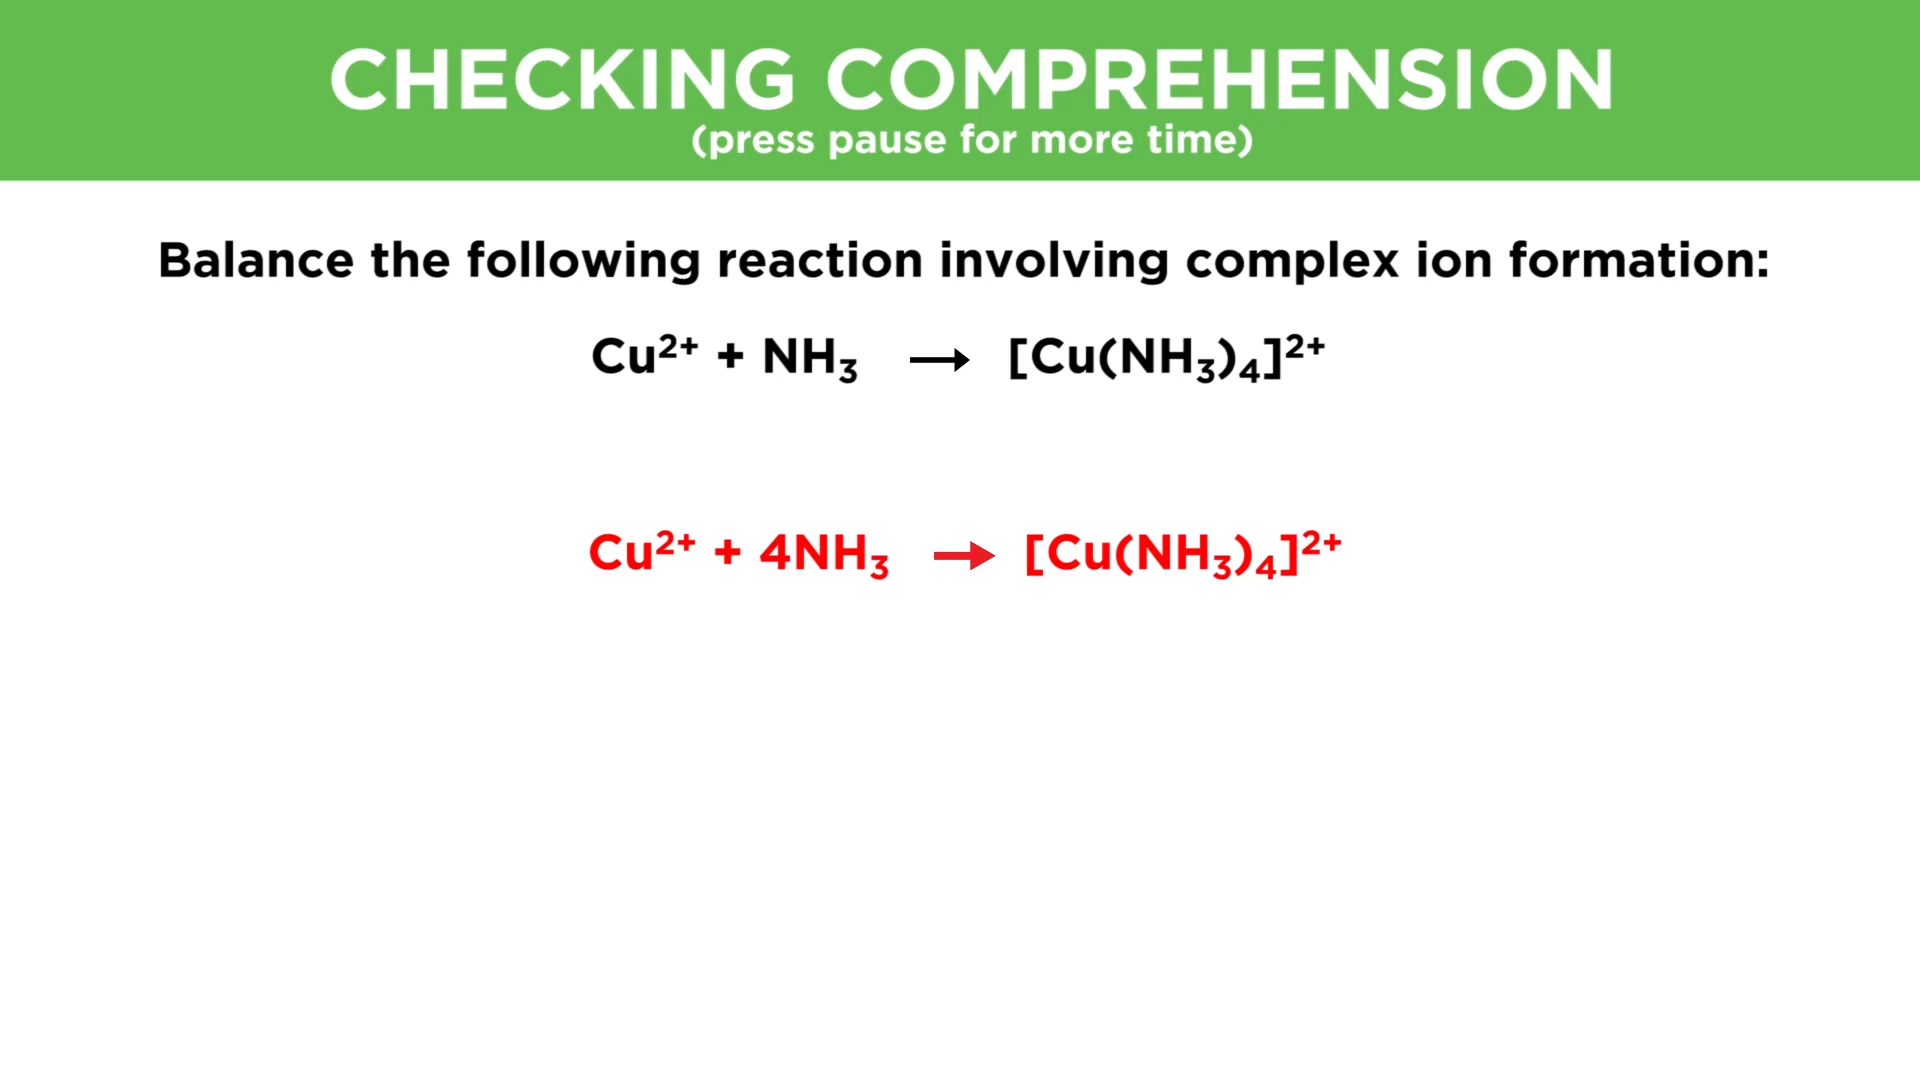 CHECKING COMPREHENSION
(press pause for more time)
Balance the following reaction involving complex ion formation:
Cu²⁺ + NH₃ → [Cu(NH₃)₄]²⁺
Cu²⁺ + 4NH₃ → [Cu(NH₃)₄]²⁺